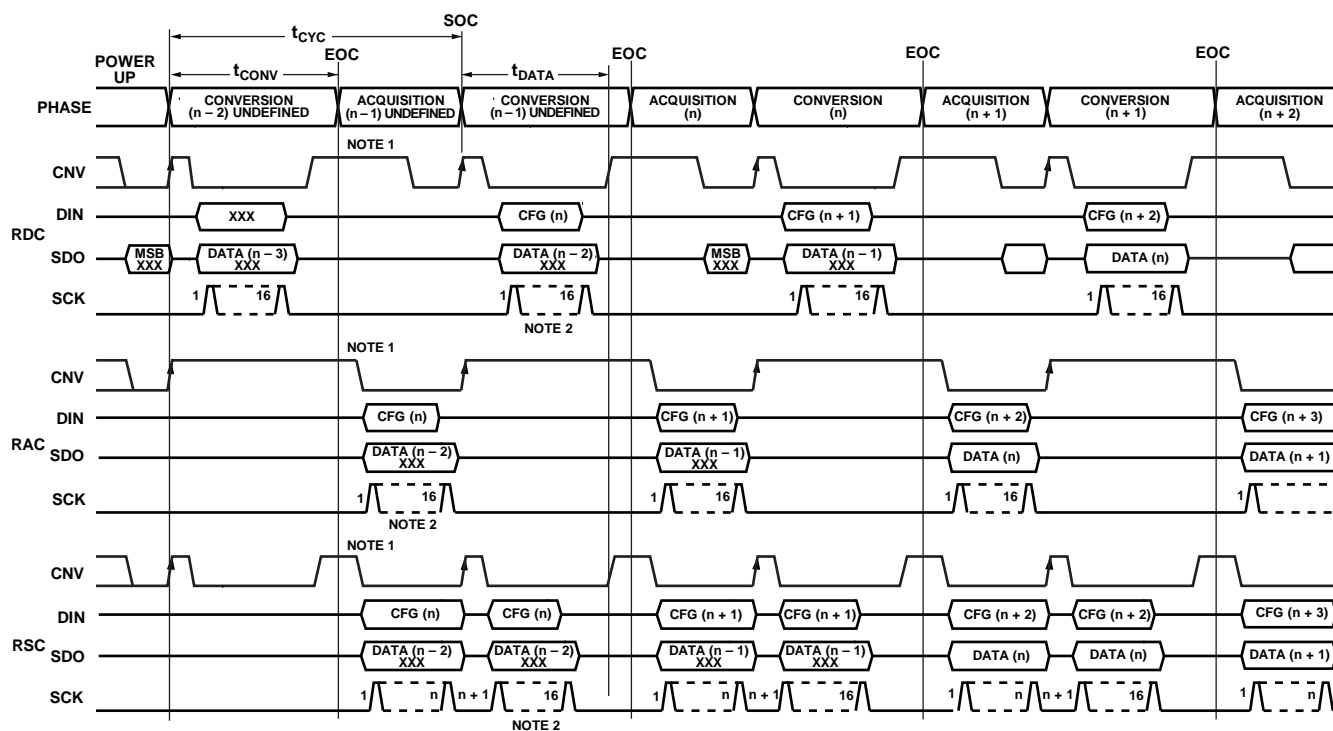 SOC
tCYC
POWER UP
EOC
EOC
EOC
EOC
tCONV
tDATA
PHASE
CONVERSION (n – 2) UNDEFINED
ACQUISITION (n – 1) UNDEFINED
CONVERSION (n – 1) UNDEFINED
ACQUISITION (n)
CONVERSION (n)
ACQUISITION (n + 1)
CONVERSION (n + 1)
ACQUISITION (n + 2)
NOTE 1
CNV
RDC
DIN
XXX
CFG (n)
CFG (n + 1)
CFG (n + 2)
SDO
MSB XXX
DATA (n – 3) XXX
DATA (n – 2) XXX
MSB XXX
DATA (n – 1) XXX
DATA (n)
SCK
1 16
1 16
1 16
1 16
NOTE 2
NOTE 1
CNV
RAC
DIN
CFG (n)
CFG (n + 1)
CFG (n + 2)
CFG (n + 3)
SDO
DATA (n – 2) XXX
DATA (n – 1) XXX
DATA (n)
DATA (n + 1)
SCK
1 16
1 16
1 16
1
NOTE 2
NOTE 1
CNV
RSC
DIN
CFG (n)
CFG (n)
CFG (n + 1)
CFG (n + 1)
CFG (n + 2)
CFG (n + 2)
CFG (n + 3)
SDO
DATA (n – 2) XXX
DATA (n – 2) XXX
DATA (n – 1) XXX
DATA (n – 1) XXX
DATA (n)
DATA (n)
DATA (n + 1)
SCK
1 n n + 1 16
1 n n + 1 16
1 n n + 1 16
1 n
NOTE 2